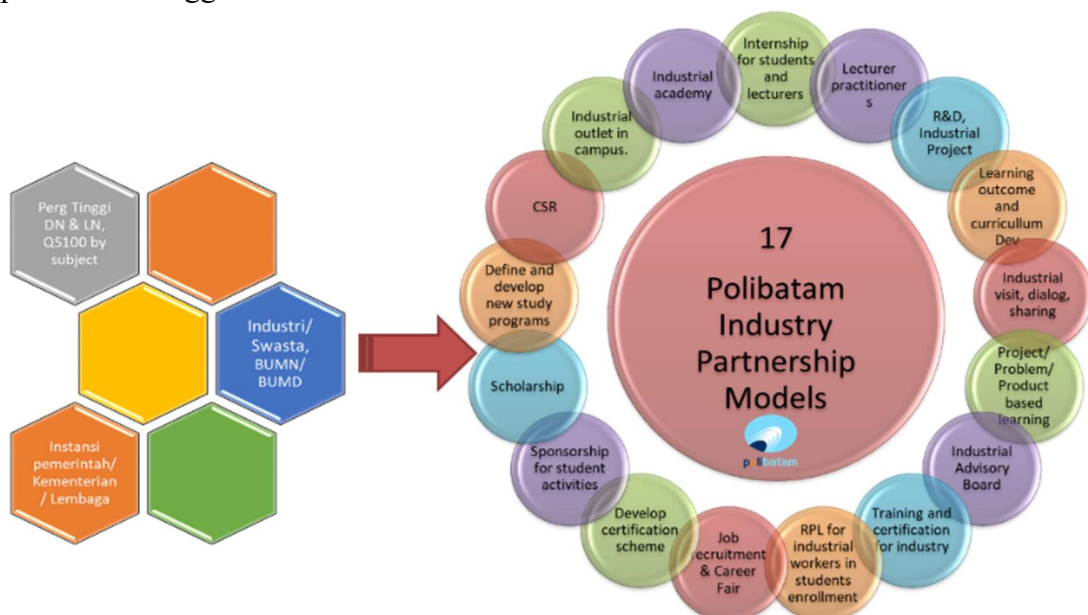 Perg Tinggi
DN & LN,
QS100 by
subject
Industri/
Swasta,
BUMN/
BUMD
Instansi
pemerintah/
Kementerian
/ Lembaga
17
Polibatam
Industry
Partnership
Models
polibatam
Internship
for students
and
lecturers
Lecturer
practitioner
s
R&D,
Industrial
Project
Learning
outcome
and
curricullum
Dev
Industrial
visit, dialog,
sharing
Project/
Problem/
Product
based
learning
Industrial
Advisory
Board
Training and
certification
for industry
RPL for
industrial
workers in
students
enrollment
Job
recruitment
& Career
Fair
Develop
certification
scheme
Sponsorship
for student
activities
Scholarship
Define and
develop
new study
programs
CSR
Industrial
outlet in
campus.
Industrial
academy